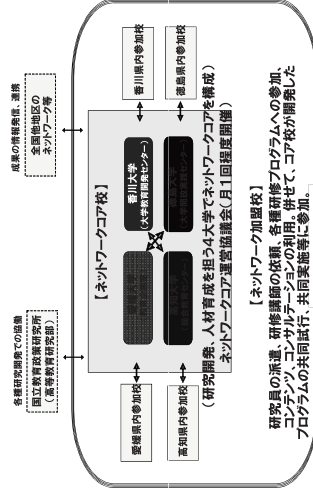 各種研究開発での協働
国立教育政策研究所
（高等教育研究部）
成果の情報発信、連携
全国他地区の
ネットワーク等
【ネットワークコア校】
愛媛県内参加校
香川大学
（大学教育開発センター）
香川県内参加校
高知県内参加校
徳島県内参加校
（研究開発、人材育成を担う４大学でネットワークコアを構成）
ネットワークコア運営協議会（月１回程度開催）
【ネットワーク加盟校】
研究員の派遣、研修講師の依頼、各種研修プログラムへの参加、
コンテンツ、コンサルテーションの利用。併せて、コア校が開発した
プログラムの共同試行、共同実施等に参加。